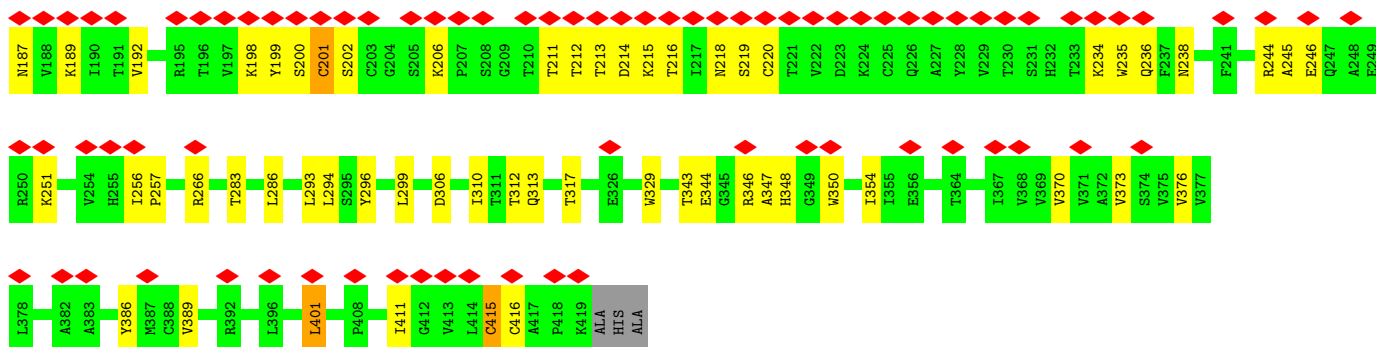 N187 V188 K189 I190 T191 V192 R195 T196 V197 K198 Y199 S200 C201 S202 C203 G204 S205 K206 P207 S208 G209 T210 T211 T212 T213 D214 K215 T216 I217 N218 S219 C220 T221 V222 D223 K224 C225 Q226 A227 Y228 V229 T230 S231 H232 T233 K234 W235 Q236 F237 N238 F241 R244 A245 E246 Q247 A248 E249
R250 K251 V254 H255 I256 P257 R266 T283 L286 L293 L294 S295 Y296 L299 D306 I310 T311 T312 Q313 T317 E326 W329 T343 E344 G345 R346 A347 H348 G349 W350 I354 I355 E356 T364 I367 V368 V369 V370 V371 A372 V373 S374 V375 V376 V377
L378 A382 A383 Y386 M387 C388 V389 R392 L396 L401 P408 I411 G412 V413 L414 C415 C416 A417 P418 K419 ALA HIS ALA